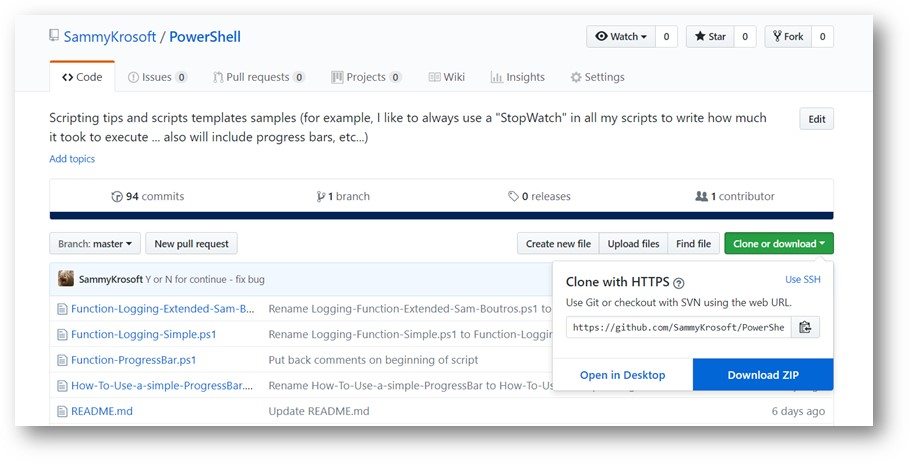 SammyKrosoft / PowerShell
Watch 0 Star 0 Fork 0
Code Issues 0 Pull requests 0 Projects 0 Wiki Insights Settings
Scripting tips and scripts templates samples (for example, I like to always use a "StopWatch" in all my scripts to write how much
it took to execute ... also will include progress bars, etc...)
Edit
Add topics
94 commits 1 branch 0 releases 1 contributor
Branch: master New pull request Create new file Upload files Find file Clone or download
SammyKrosoft Y or N for continue - fix bug
Function-Logging-Extended-Sam-B... Rename Logging-Function-Extended-Sam-Boutros.ps1 to
Function-Logging-Simple.ps1 Rename Logging-Function-Simple.ps1 to Function-Loggin
Function-ProgressBar.ps1 Put back comments on beginning of script
How-To-Use-a-simple-ProgressBar.... Rename How-To-Use-a-simple-ProgressBar to How-To-Us
README.md Update README.md 6 days ago
Clone with HTTPS ? Use SSH
Use Git or checkout with SVN using the web URL.
https://github.com/SammyKrosoft/PowerShe
Open in Desktop Download ZIP